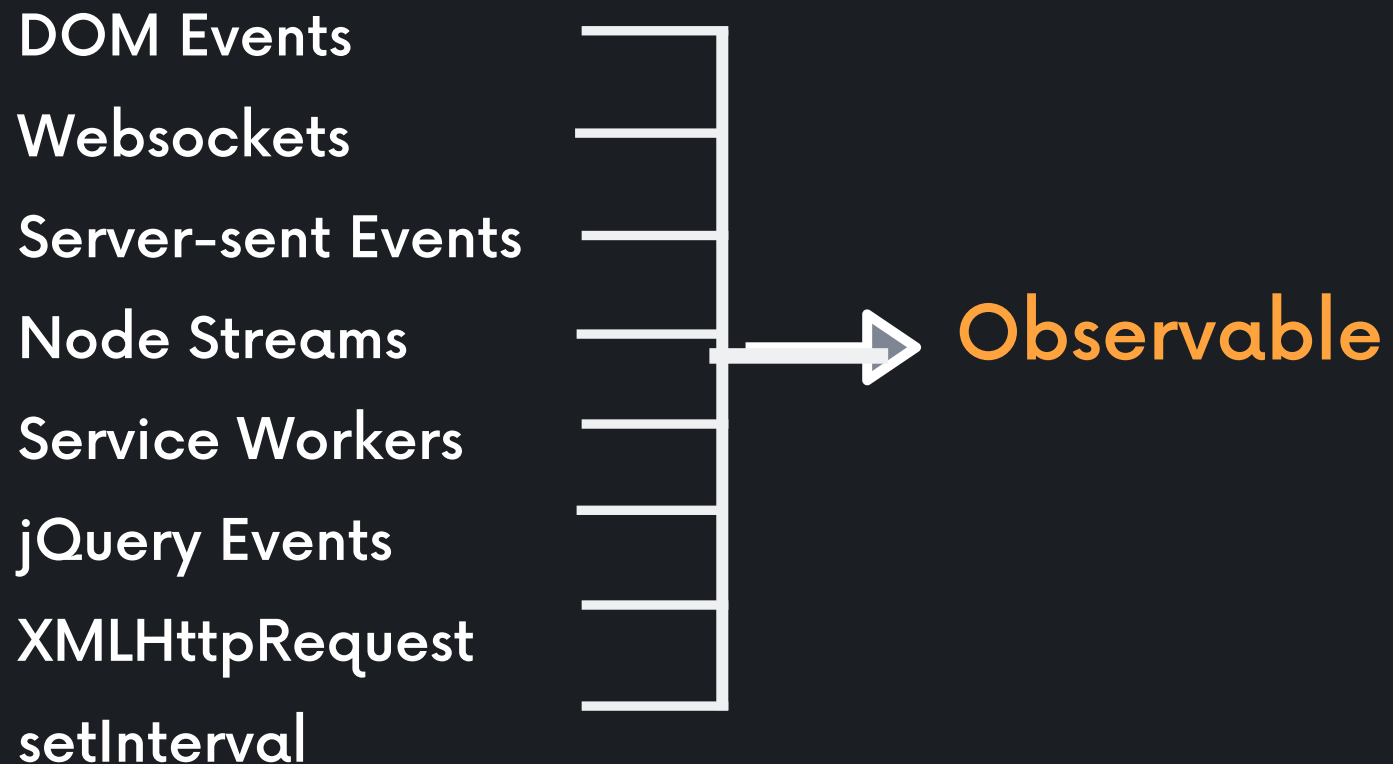 DOM Events
Websockets
Server-sent Events
Node Streams
Observable
Service Workers
jQuery Events
XMLHttpRequest
setInterval